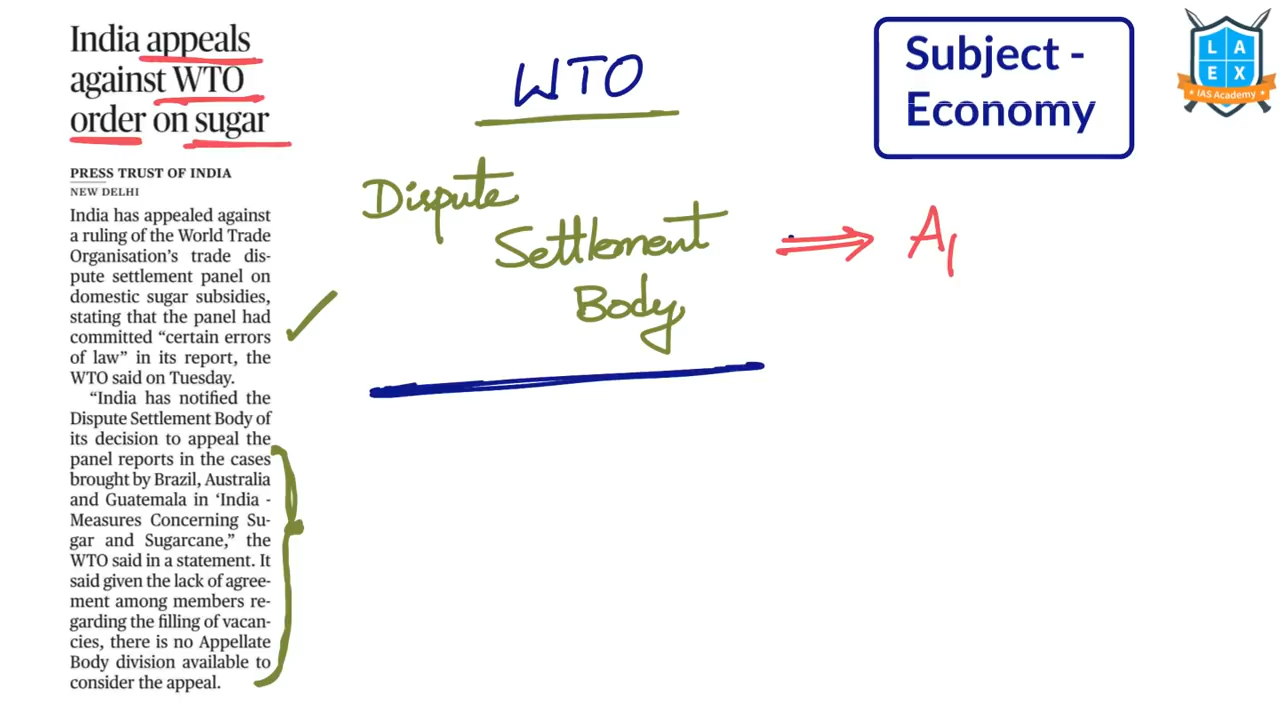 India appeals
against WTO
order on sugar
PRESS TRUST OF INDIA
NEW DELHI
India has appealed against
a ruling of the World Trade
Organisation's trade dis-
pute settlement panel on
domestic sugar subsidies,
stating that the panel had
committed “certain errors
of law” in its report, the
WTO said on Tuesday.
“India has notified the
Dispute Settlement Body of
its decision to appeal the
panel reports in the cases
brought by Brazil, Australia
and Guatemala in ‘India -
Measures Concerning Su-
gar and Sugarcane,” the
WTO said in a statement. It
said given the lack of agree-
ment among members re-
garding the filling of vacan-
cies, there is no Appellate
Body division available to
consider the appeal.
WTO
Dispute
Settlement
Body
A
Subject -
Economy
L A
E X
IAS Academy